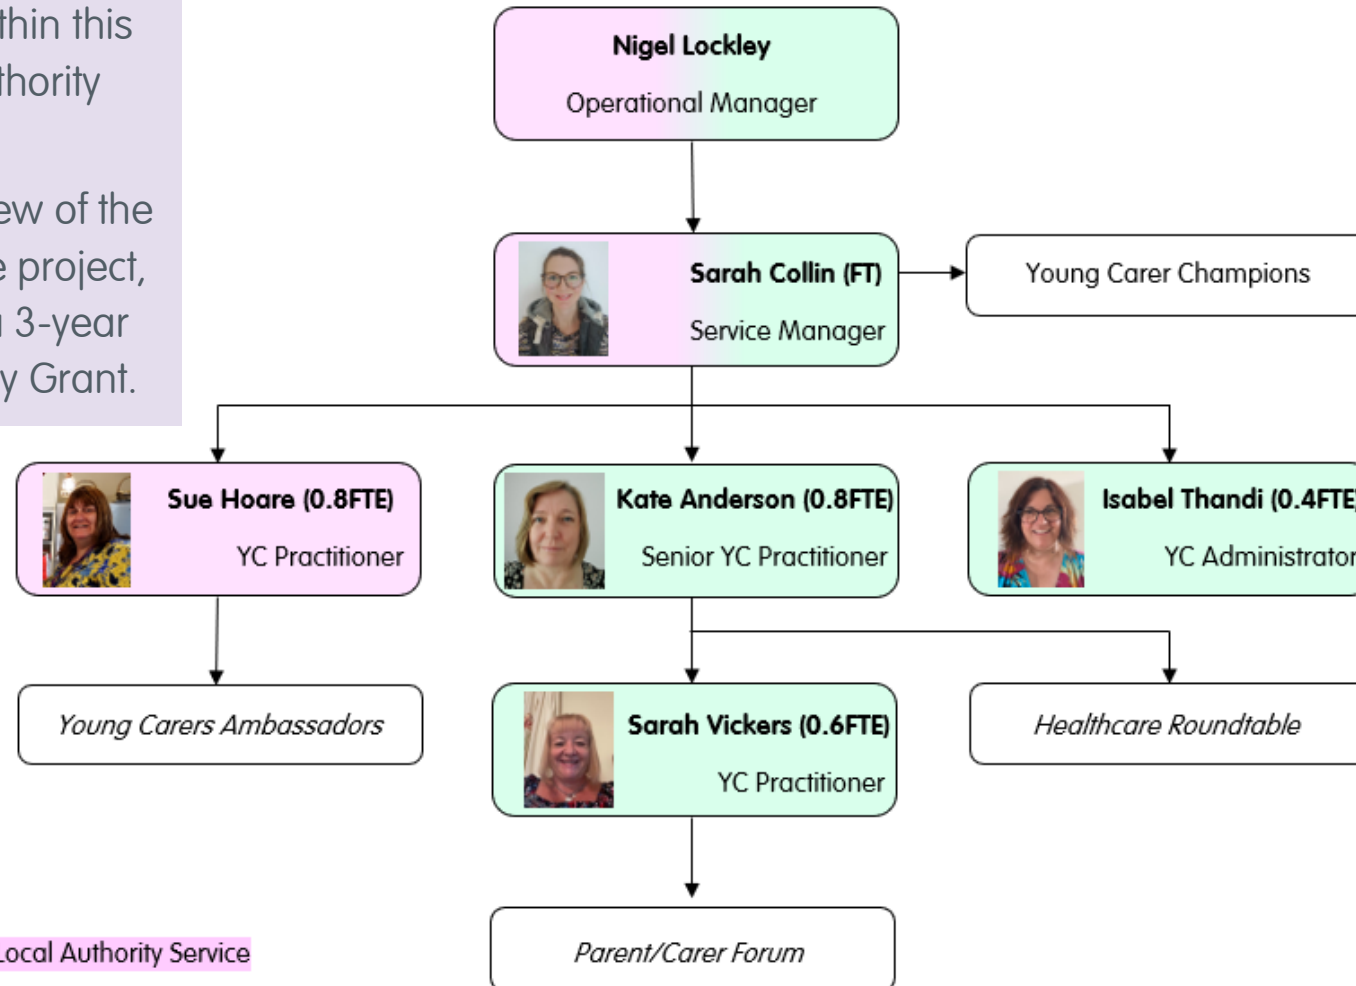 thin this
thority
ew of the
e project,
a 3-year
y Grant.
Nigel Lockley
Operational Manager
Sarah Collin (FT)
Service Manager
Young Carer Champions
Sue Hoare (0.8FTE)
YC Practitioner
Kate Anderson (0.8FTE)
Senior YC Practitioner
Isabel Thandi (0.4FTE)
YC Administrator
Young Carers Ambassadors
Sarah Vickers (0.6FTE)
YC Practitioner
Healthcare Roundtable
Parent/Carer Forum
Local Authority Service